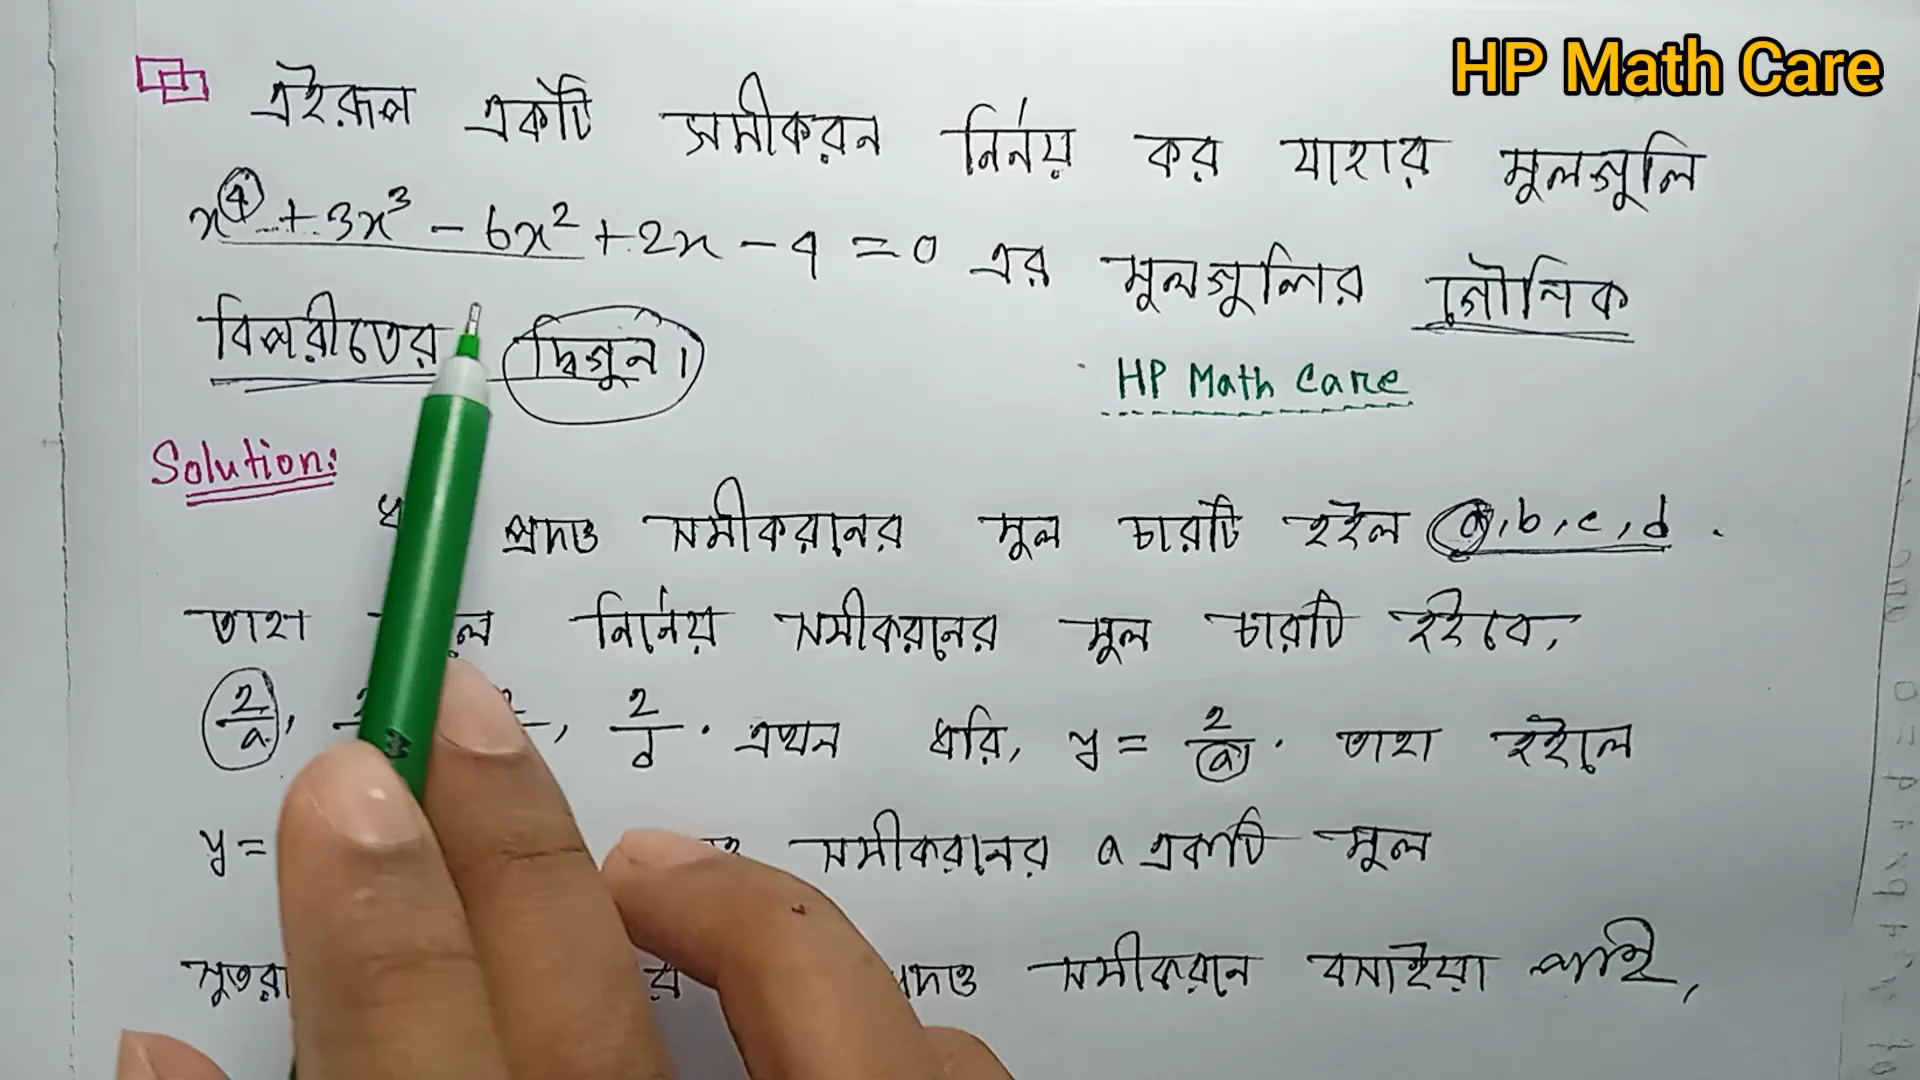 HP Math Care
এইরূপ একটি সমীকরন নির্নয় কর যাহার মূলগুলি
x⁴ + 3x³ - 6x² + 2x - 4 = 0 এর মূলগুলির যৌগিক
বিপরীতের দ্বিগুন।
HP Math Care
Solution:
প্রদত্ত সমীকরনের মূল চারটি হইল a, b, c, d.
তাহা নির্নেয় সমীকরনের মূল চারটি হইবে,
2/a, 2/d. এখন ধরি, y = 2/a. তাহা হইলে
y = সমীকরনের a একটি মূল
প্রদত্ত সমীকরনে বসাইয়া পাই,